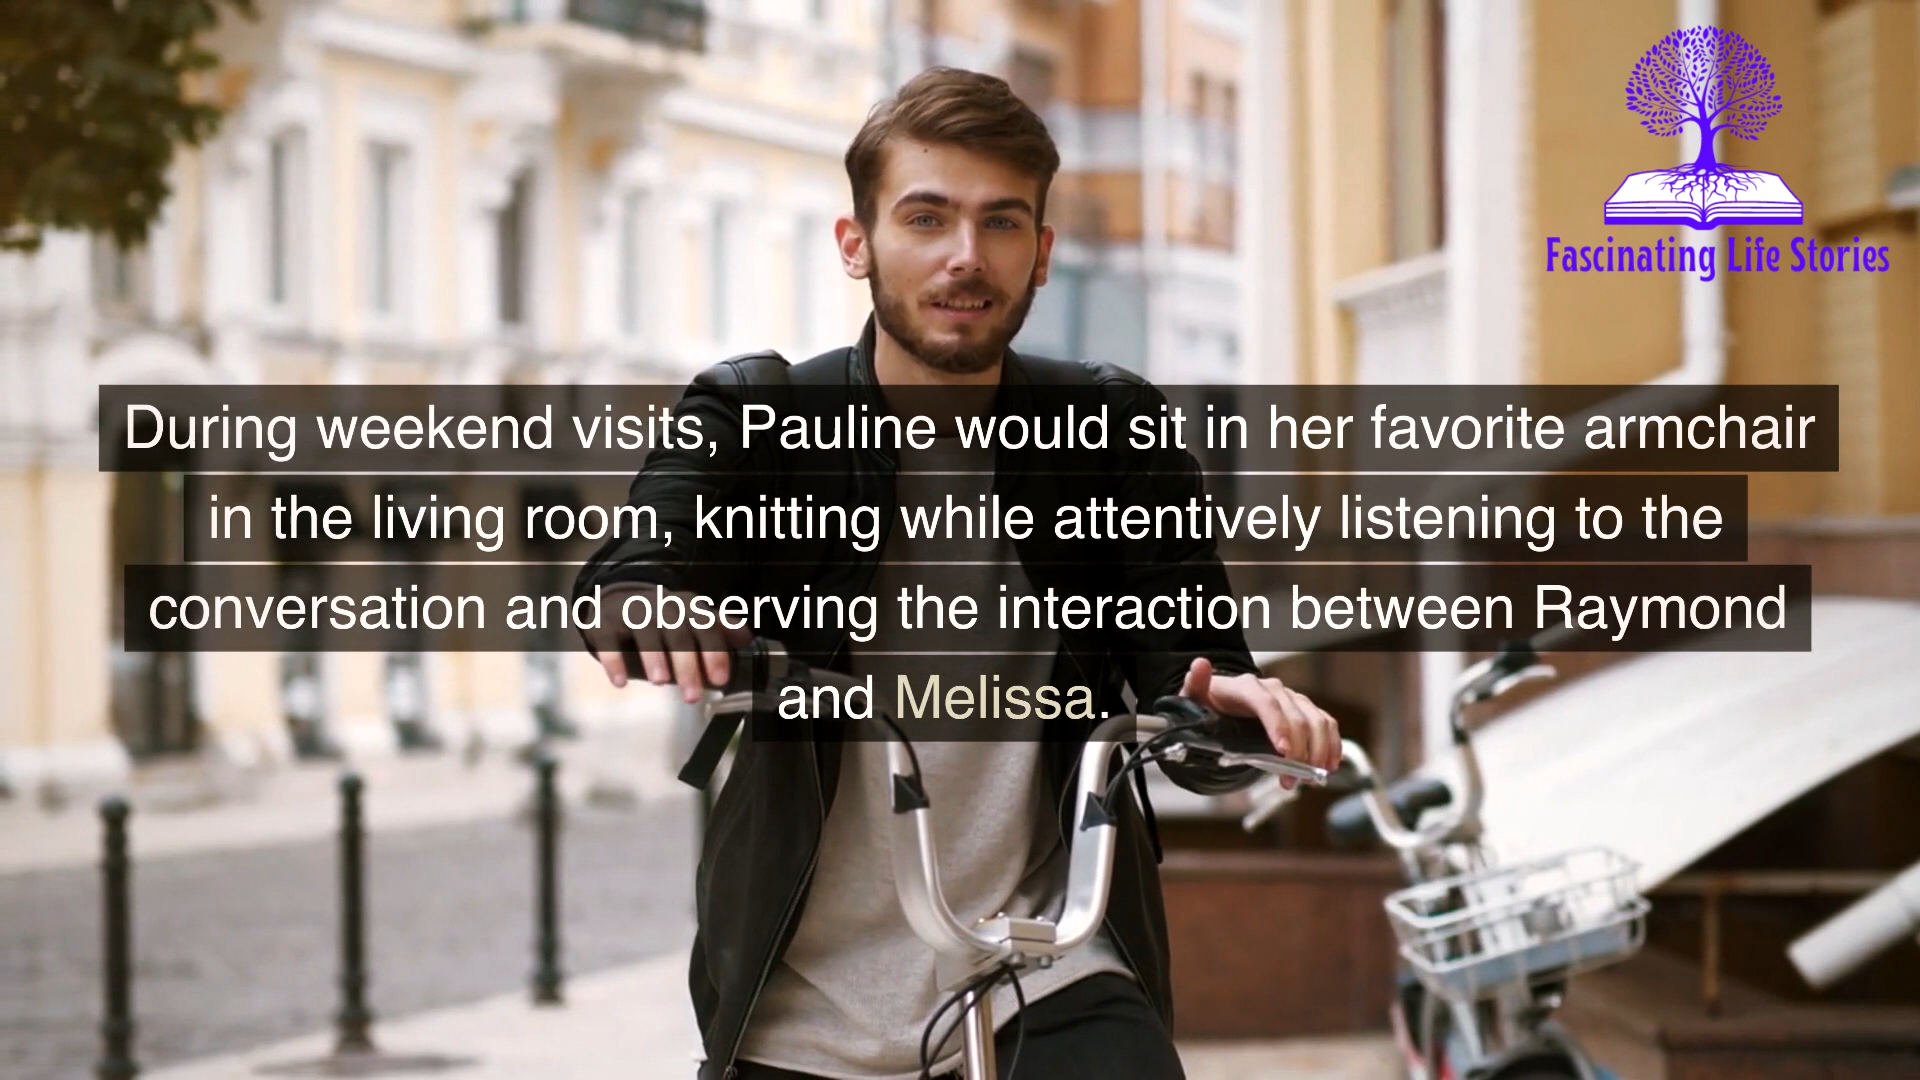 Fascinating Life Stories
During weekend visits, Pauline would sit in her favorite armchair
in the living room, knitting while attentively listening to the
conversation and observing the interaction between Raymond
and Melissa.